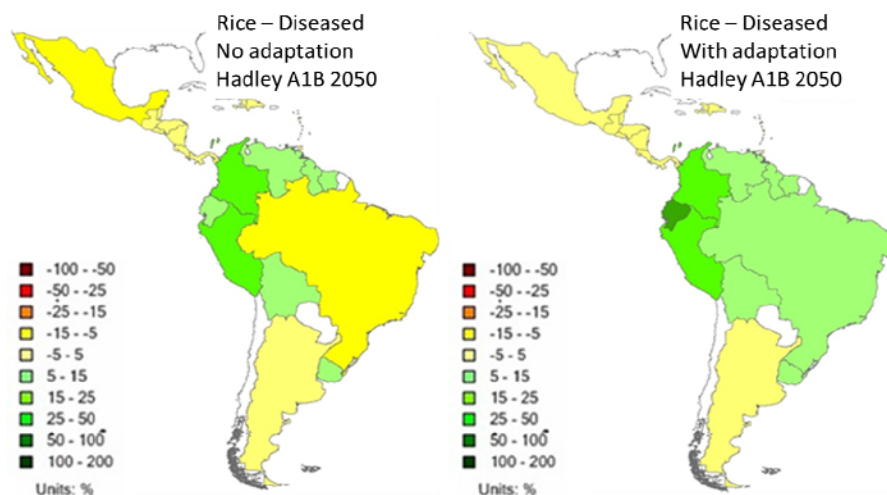 Rice – Diseased
No adaptation
Hadley A1B 2050
-100 - -50
-50 - -25
-25 - -15
-15 - -5
-5 - 5
5 - 15
15 - 25
25 - 50
50 - 100
100 - 200
Units: %
Rice – Diseased
With adaptation
Hadley A1B 2050
-100 - -50
-50 - -25
-25 - -15
-15 - -5
-5 - 5
5 - 15
15 - 25
25 - 50
50 - 100
100 - 200
Units: %